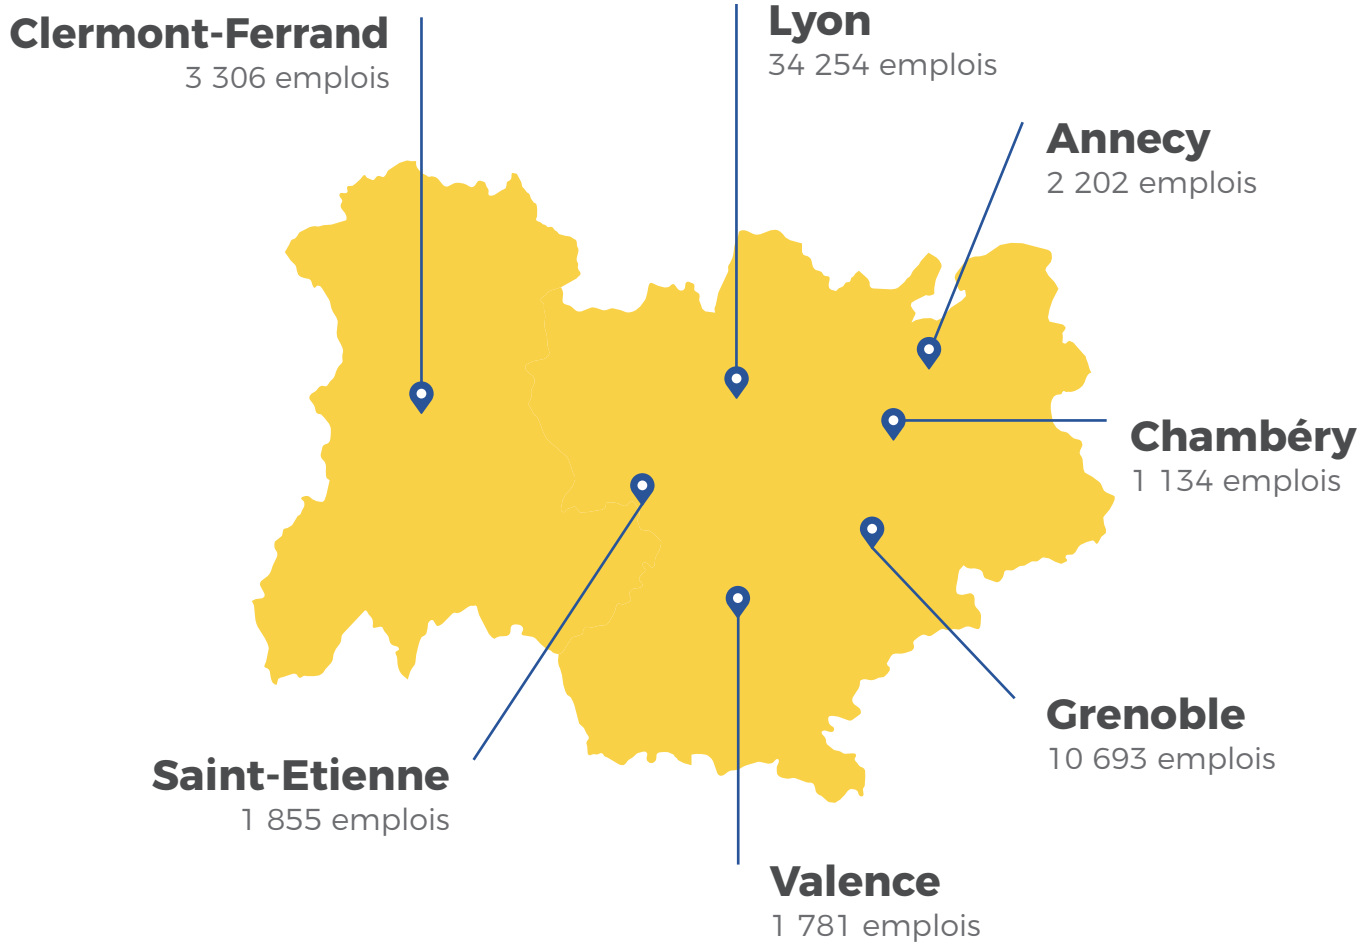 Clermont-Ferrand
3 306 emplois
Lyon
34 254 emplois
Annecy
2 202 emplois
Chambéry
1 134 emplois
Grenoble
10 693 emplois
Saint-Etienne
1 855 emplois
Valence
1 781 emplois